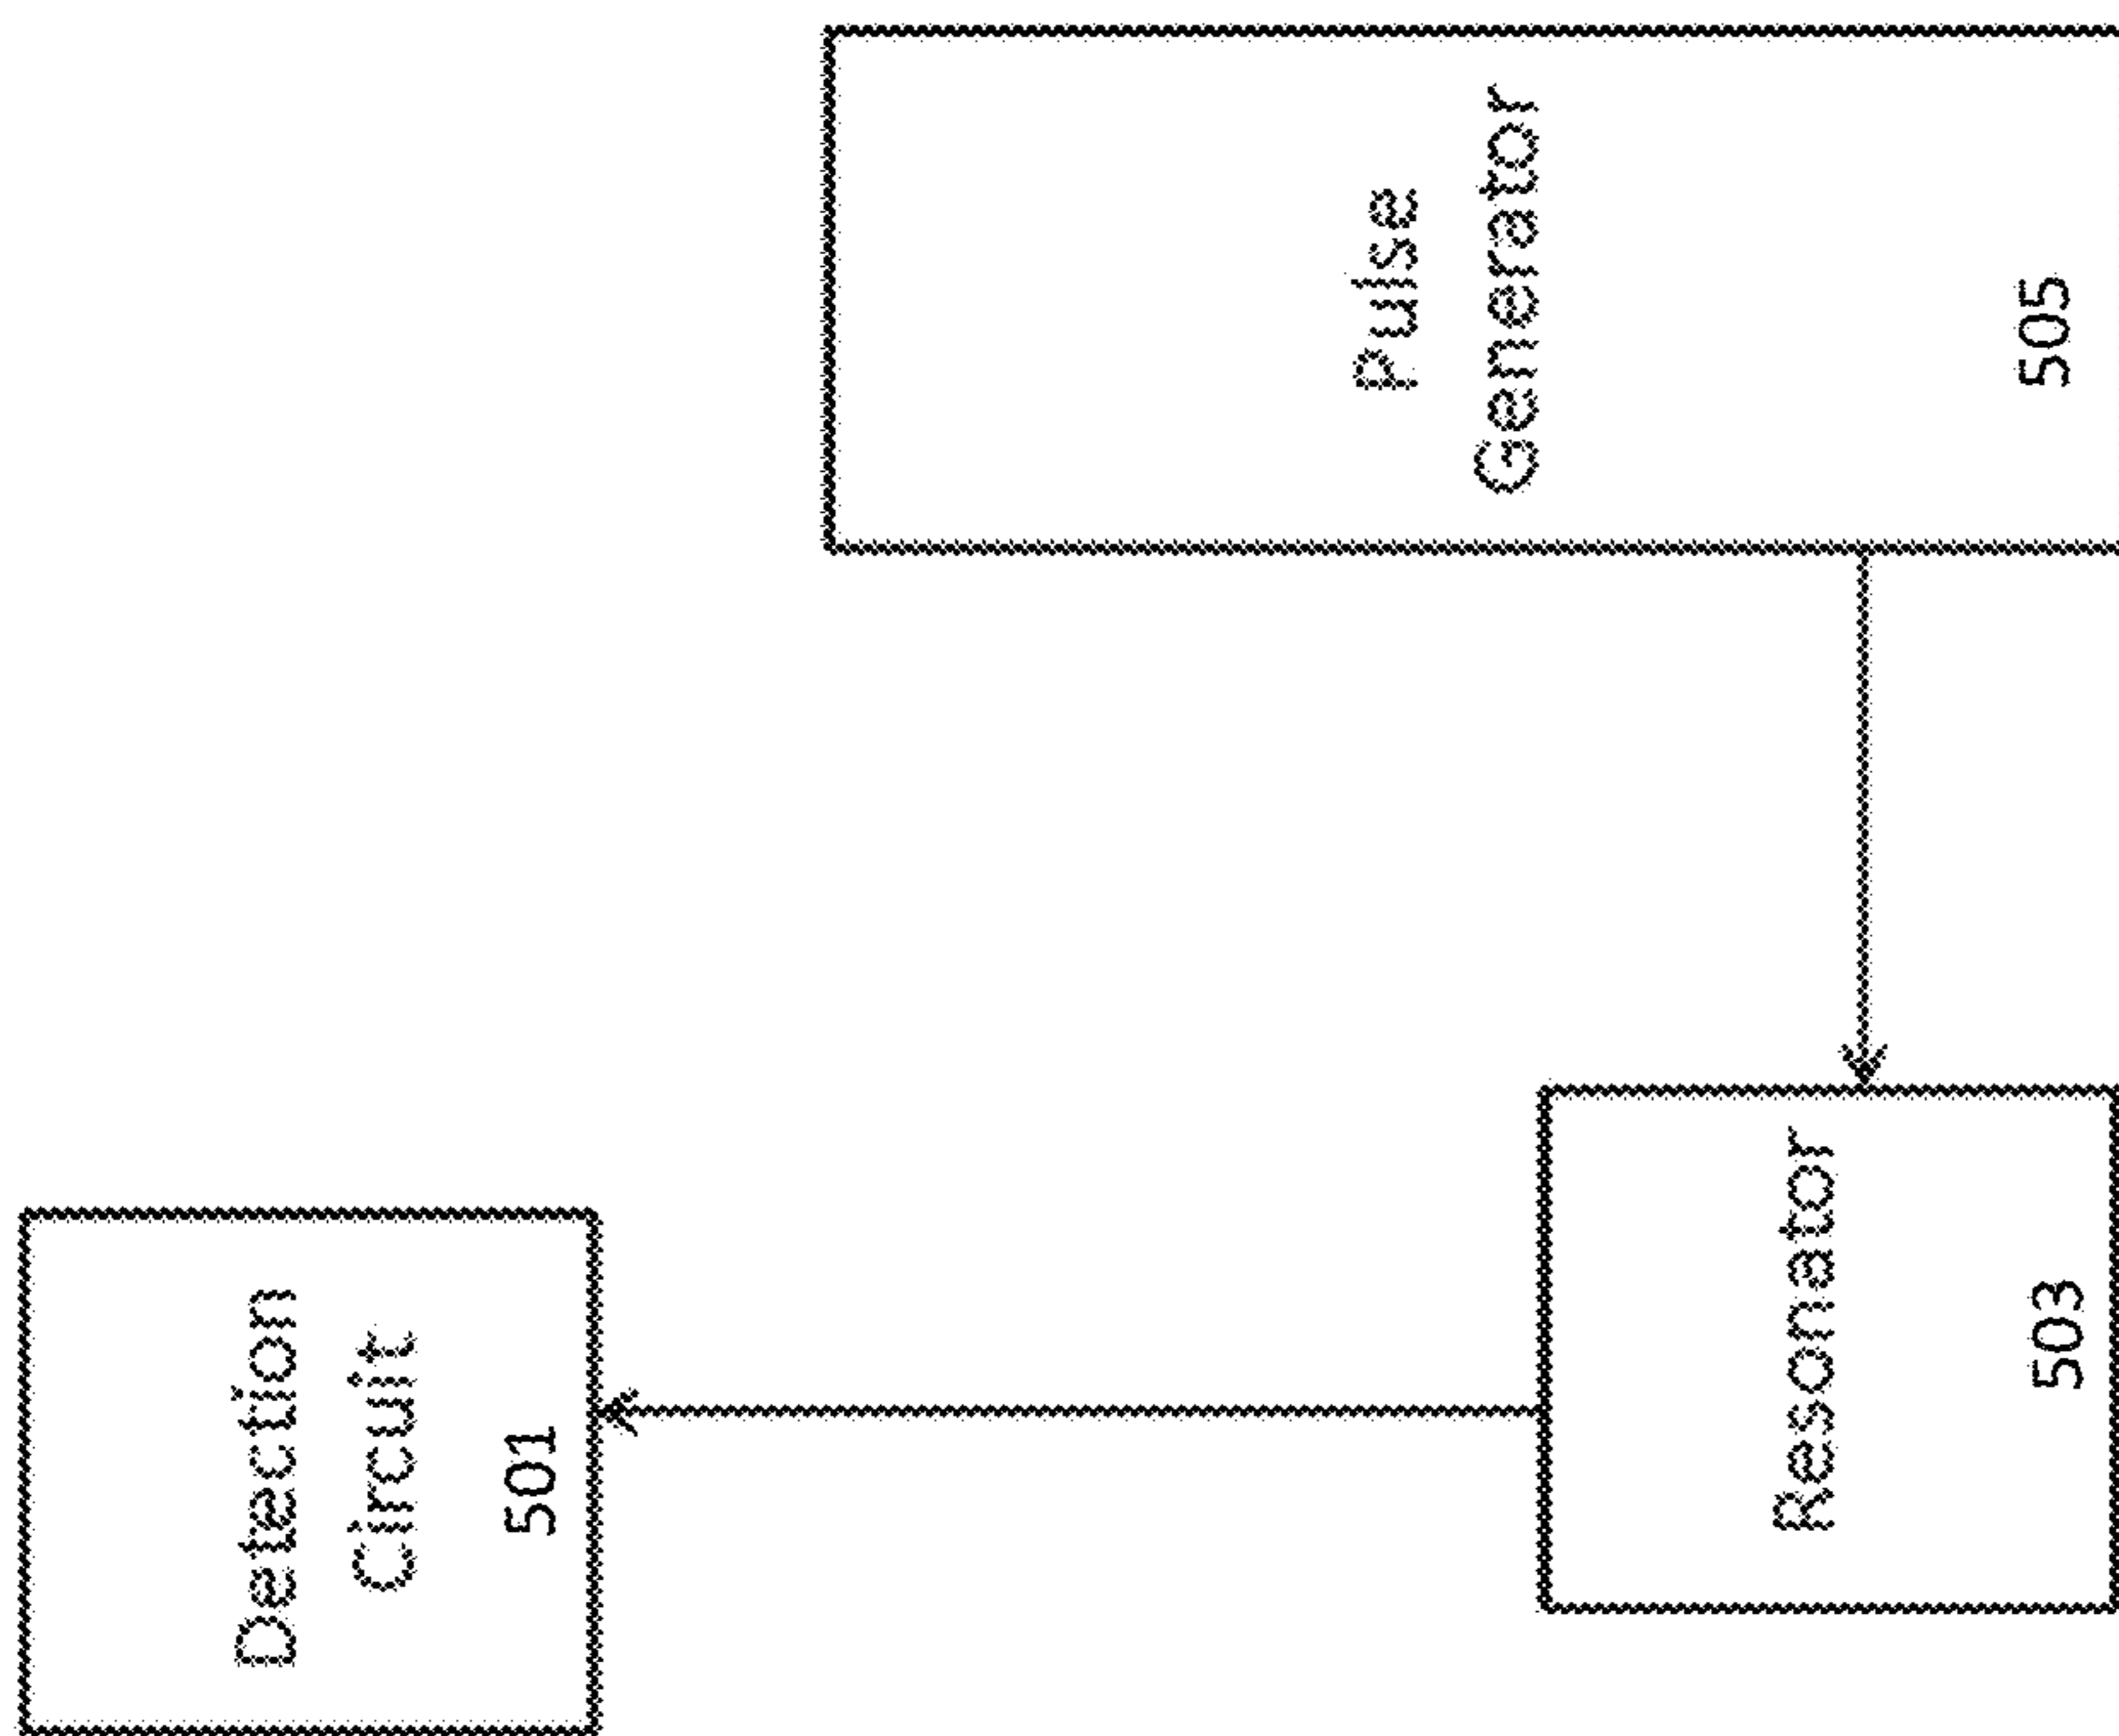 Detection
Circuit
501
Pulse
Generator
505
Resonator
503